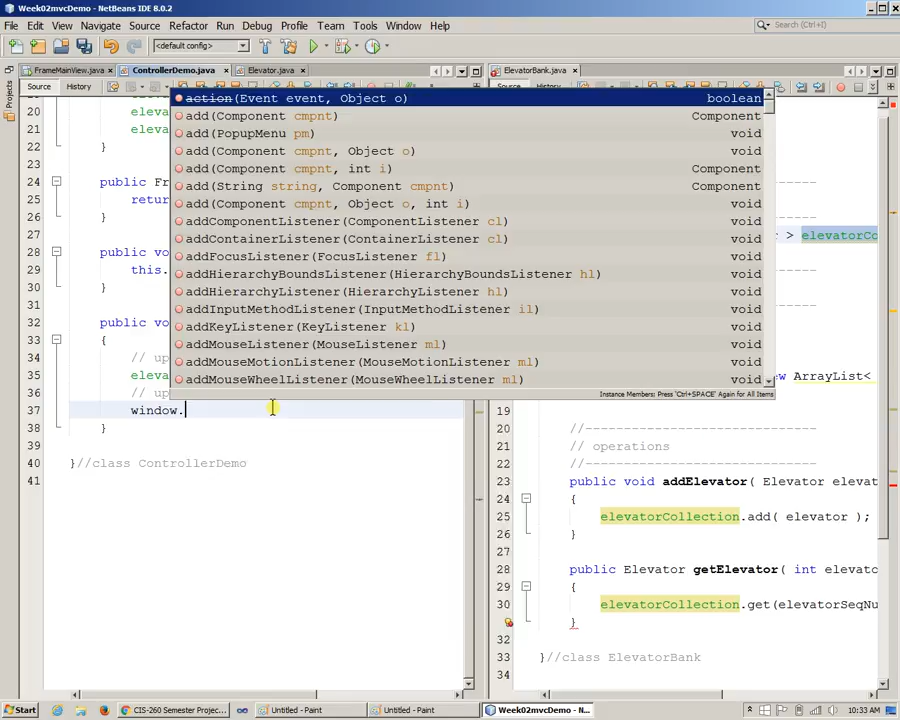 Week02mvcDemo - NetBeans IDE 8.0.2
File Edit View Navigate Source Refactor Run Debug Profile Team Tools Window Help
<default config>
Search (Ctrl+I)
FrameMainView.java × ControllerDemo.java × Elevator.java ×
ElevatorBank.java ×
Projects
Source History
Source History
action(Event event, Object o) boolean
add(Component cmpnt) Component
add(PopupMenu pm) void
add(Component cmpnt, Object o) void
add(Component cmpnt, int i) Component
add(String string, Component cmpnt) Component
add(Component cmpnt, Object o, int i) void
addComponentListener(ComponentListener cl) void
addContainerListener(ContainerListener cl) void
addFocusListener(FocusListener fl) void
addHierarchyBoundsListener(HierarchyBoundsListener hl) void
addHierarchyListener(HierarchyListener hl) void
addInputMethodListener(InputMethodListener il) void
addKeyListener(KeyListener kl) void
addMouseListener(MouseListener ml) void
addMouseMotionListener(MouseMotionListener ml) void
addMouseWheelListener(MouseWheelListener ml) void
Instance Members; Press 'Ctrl+SPACE' Again for All Items
20 eleva
21 eleva
22 }
23
24 public Fr
25 return
26 }
27
28 public vo
29 this.
30 }
31
32 public vo
33 {
34 // up
35 eleva
36 // up
37 window.
38 }
39
40 }//class ControllerDemo
41
> elevatorCo
ew ArrayList<
19
20 //-----------------------------
21 // operations
22 //-----------------------------
23 public void addElevator( Elevator elevat
24 {
25 elevatorCollection.add( elevator );
26 }
27
28 public Elevator getElevator( int elevato
29 {
30 elevatorCollection.get(elevatorSeqNu
}
32
33 }//class ElevatorBank
34
Start
CIS-260 Semester Projec...
Untitled - Paint
Untitled - Paint
Week02mvcDemo - N...
10:33 AM